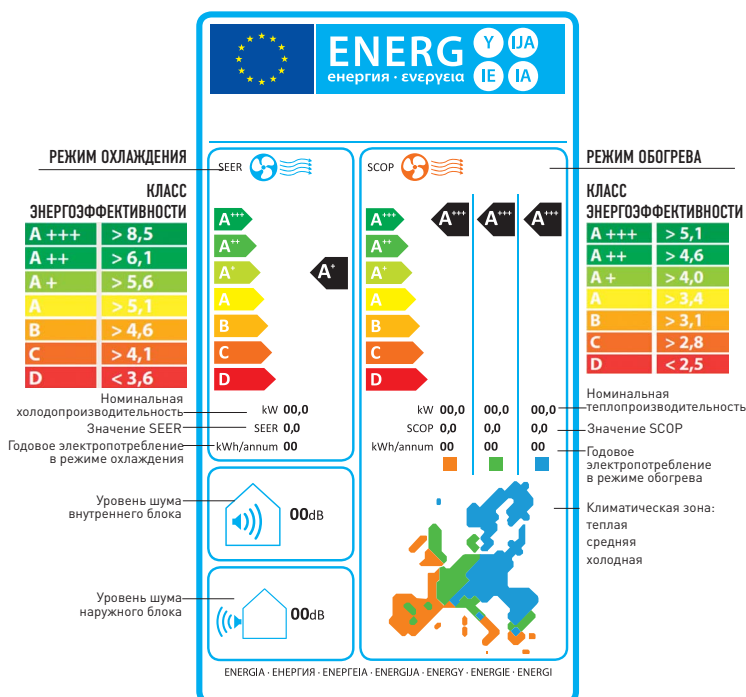 ENERG
Y IJA
IE IA
енергия · ενεργεια
РЕЖИМ ОХЛАЖДЕНИЯ
КЛАСС
ЭНЕРГОЭФФЕКТИВНОСТИ
A +++ > 8,5
A ++ > 6,1
A + > 5,6
A > 5,1
B > 4,6
C > 4,1
D < 3,6
Номинальная
холодопроизводительность
Значение SEER
Годовое электропотребление
в режиме охлаждения
Уровень шума
внутреннего блока
Уровень шума
наружного блока
SEER
A+++
A++
A+
A
B
C
D
A+
kW 00,0
SEER 0,0
kWh/annum 00
00dB
00dB
SCOP
A+++
A++
A+
A
B
C
D
A+++ A+++ A+++
kW 00,0 00,0 00,0
SCOP 0,0 0,0 0,0
kWh/annum 00 00 00
РЕЖИМ ОБОГРЕВА
КЛАСС
ЭНЕРГОЭФФЕКТИВНОСТИ
A +++ > 5,1
A ++ > 4,6
A + > 4,0
A > 3,4
B > 3,1
C > 2,8
D < 2,5
Номинальная
теплопроизводительность
Значение SCOP
Годовое
электропотребление
в режиме обогрева
Климатическая зона:
теплая
средняя
холодная
ENERGIA · ЕНЕРГИЯ · ΕΝΕΡΓΕΙΑ · ENERGIJA · ENERGY · ENERGIE · ENERGI